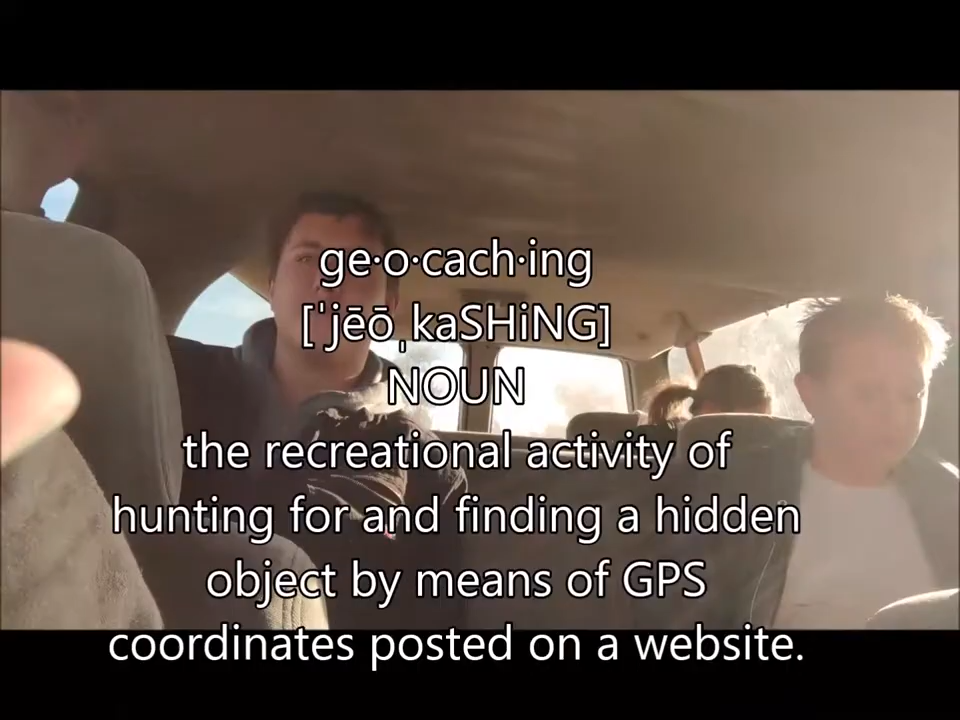 ge·o·cach·ing
[ˈjēōˌkaSHiNG]
NOUN
the recreational activity of
hunting for and finding a hidden
object by means of GPS
coordinates posted on a website.